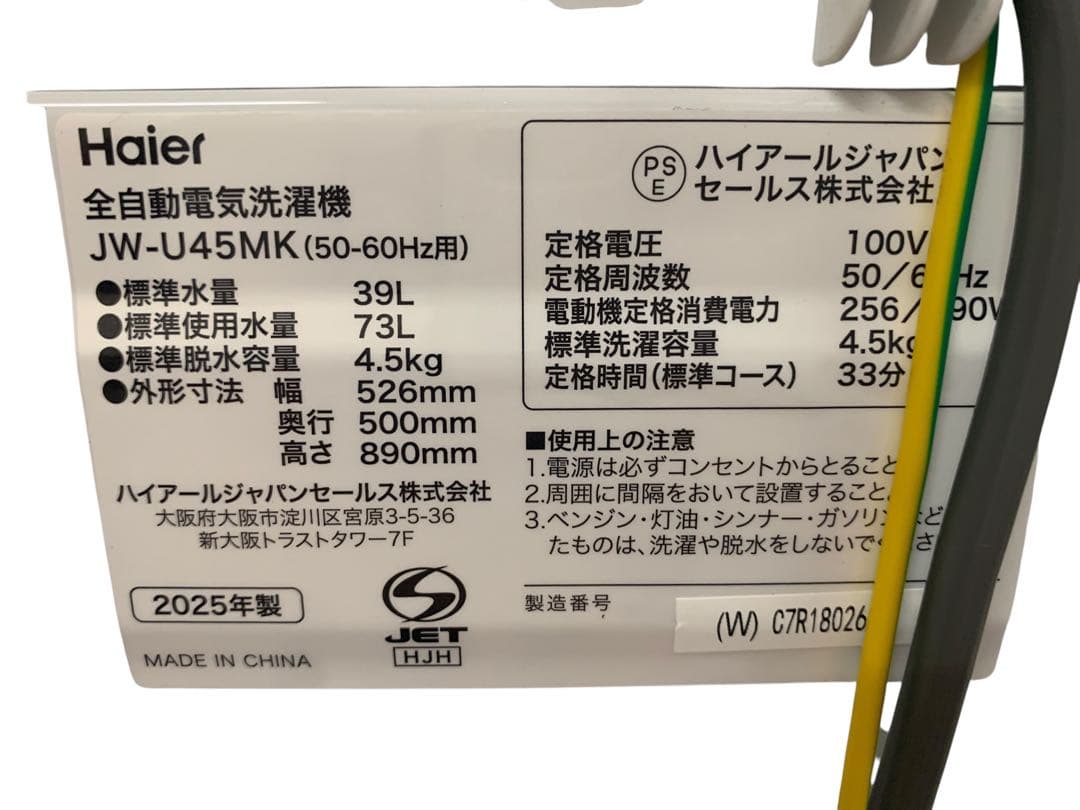 Haier
全自動電気洗濯機
JW-U45MK(50-60Hz用)
●標準水量 39L
●標準使用水量 73L
●標準脱水容量 4.5kg
●外形寸法 幅 526mm
奥行 500mm
高さ 890mm
ハイアールジャパンセールス株式会社
大阪府大阪市淀川区宮原3-5-36
新大阪トラストタワー7F
2025年製
MADE IN CHINA
JET
HJH
PS
E
ハイアールジャパン
セールス株式会社
定格電圧 100V
定格周波数 50/6 Hz
電動機定格消費電力 256/ 90W
標準洗濯容量 4.5kg
定格時間(標準コース) 33分
■使用上の注意
1.電源は必ずコンセントからとること
2.周囲に間隔をおいて設置すること。
3.ベンジン・灯油・シンナー・ガソリンなど
たものは、洗濯や脱水をしないで
製造番号
(W) C7R18026